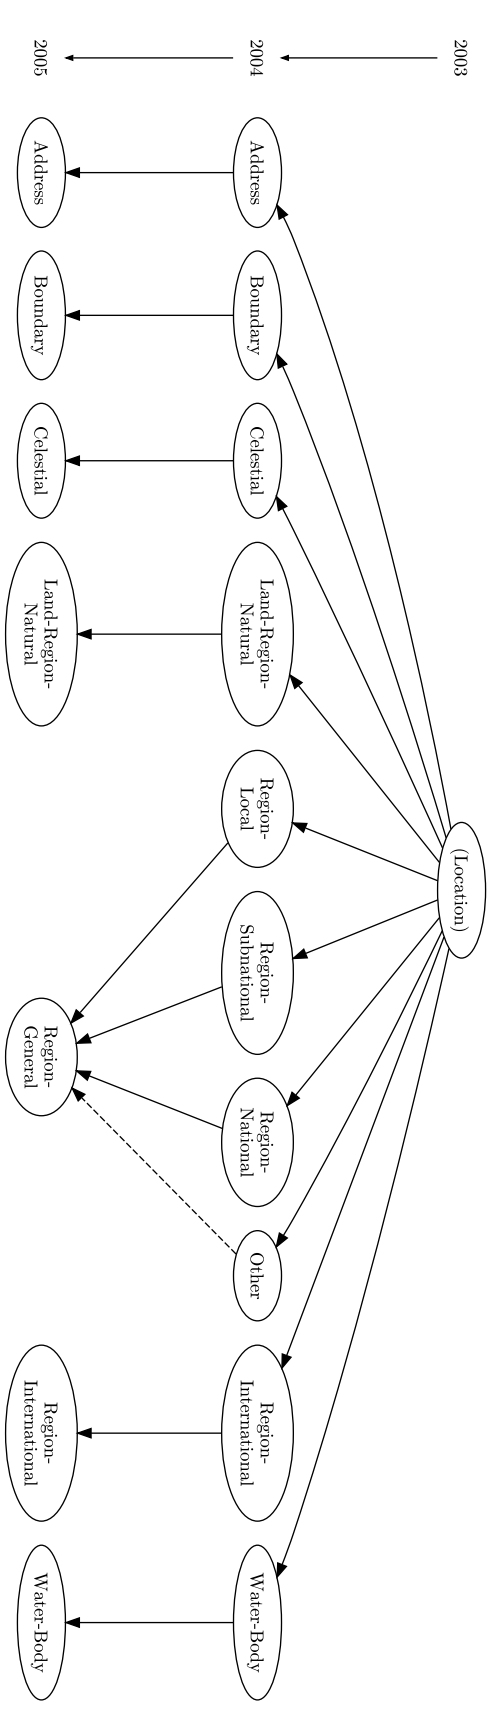 2003
(Location)
2004
Address
Boundary
Celestial
Land-Region-
Natural
Region-
Local
Region-
Subnational
Region-
National
Other
Region-
International
Water-Body
2005
Address
Boundary
Celestial
Land-Region-
Natural
Region-
General
Region-
International
Water-Body